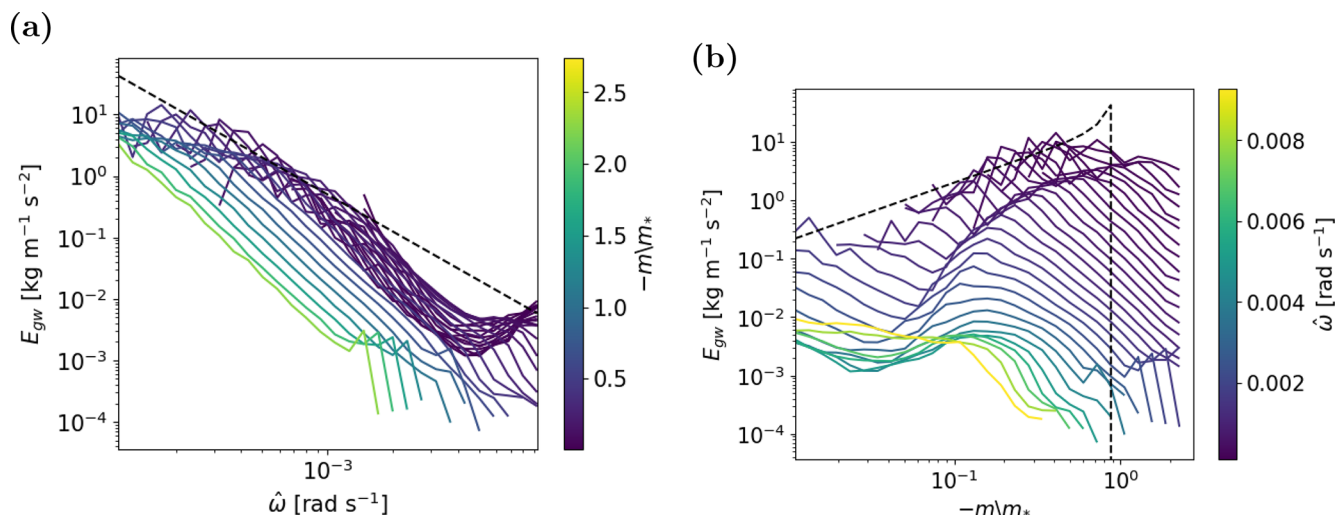 (a)
10¹
10⁰
10⁻¹
10⁻²
10⁻³
10⁻⁴
E_gw [kg m⁻¹ s⁻²]
10⁻³
ω̂ [rad s⁻¹]
2.5
2.0
1.5
1.0
0.5
−m\m_*
(b)
10¹
10⁰
10⁻¹
10⁻²
10⁻³
10⁻⁴
E_gw [kg m⁻¹ s⁻²]
10⁻¹ 10⁰
−m\m_*
0.008
0.006
0.004
0.002
ω̂ [rad s⁻¹]